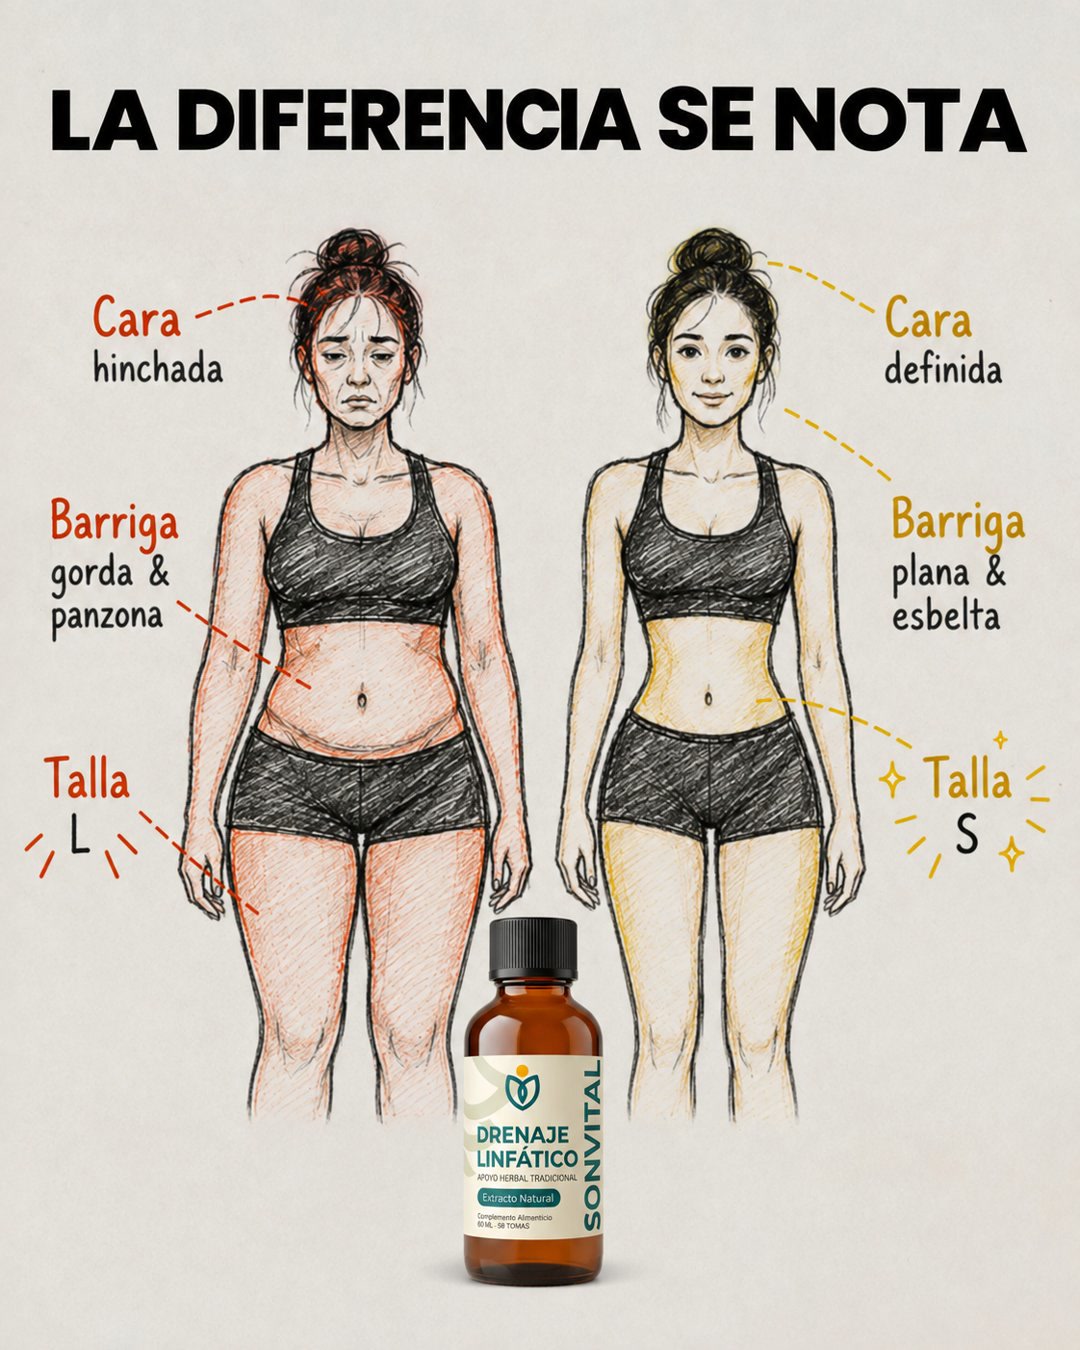 LA DIFERENCIA SE NOTA
Cara
hinchada
Barriga
gorda &
panzona
Talla
L
Cara
definida
Barriga
plana &
esbelta
Talla
S
DRENAJE
LINFÁTICO
APOYO HERBAL TRADICIONAL
Extracto Natural
Complemento Alimenticio
60 ML · 58 TOMAS
SONVITAL